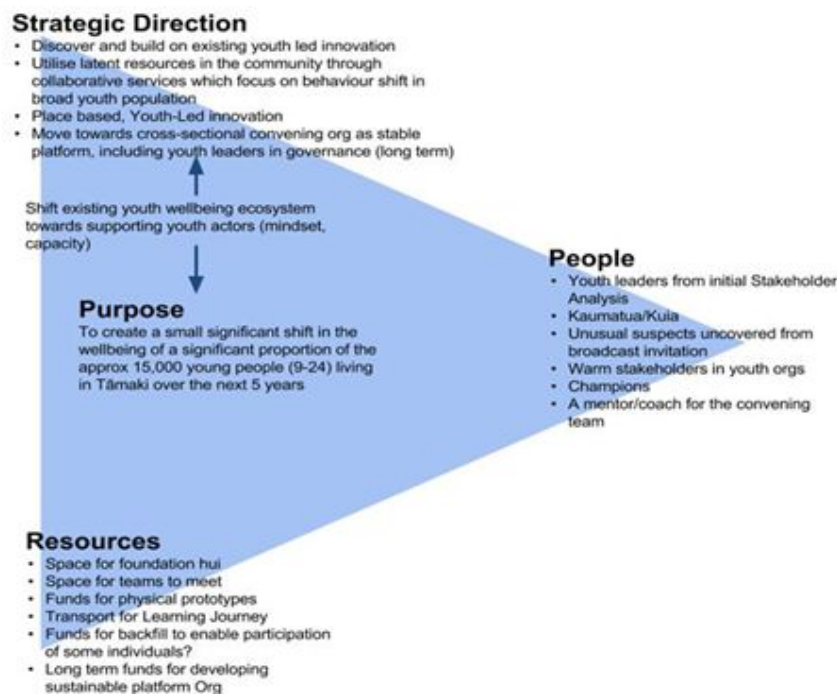 Strategic Direction
• Discover and build on existing youth led innovation
• Utilise latent resources in the community through
collaborative services which focus on behaviour shift in
broad youth population
• Place based, Youth-Led innovation
• Move towards cross-sectional convening org as stable
platform, including youth leaders in governance (long term)
Shift existing youth wellbeing ecosystem
towards supporting youth actors (mindset,
capacity)
Purpose
To create a small significant shift in the
wellbeing of a significant proportion of the
approx 15,000 young people (9-24) living
in Tāmaki over the next 5 years
People
• Youth leaders from initial Stakeholder
Analysis
• Kaumatua/Kuia
• Unusual suspects uncovered from
broadcast invitation
• Warm stakeholders in youth orgs
• Champions
• A mentor/coach for the convening
team
Resources
• Space for foundation hui
• Space for teams to meet
• Funds for physical prototypes
• Transport for Learning Journey
• Funds for backfill to enable participation
of some individuals?
• Long term funds for developing
sustainable platform Org